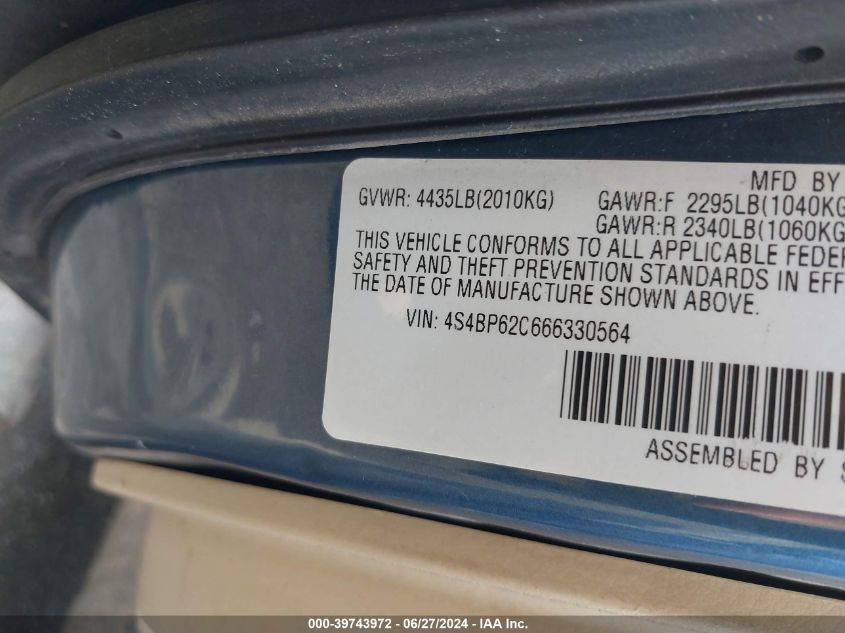 MFD BY
GVWR: 4435LB(2010KG) GAWR:F 2295LB(1040KG
GAWR:R 2340LB(1060KG
THIS VEHICLE CONFORMS TO ALL APPLICABLE FEDER
SAFETY AND THEFT PREVENTION STANDARDS IN EFF
THE DATE OF MANUFACTURE SHOWN ABOVE.
VIN: 4S4BP62C666330564
ASSEMBLED BY S
000-39743972 - 06/27/2024 - IAA Inc.